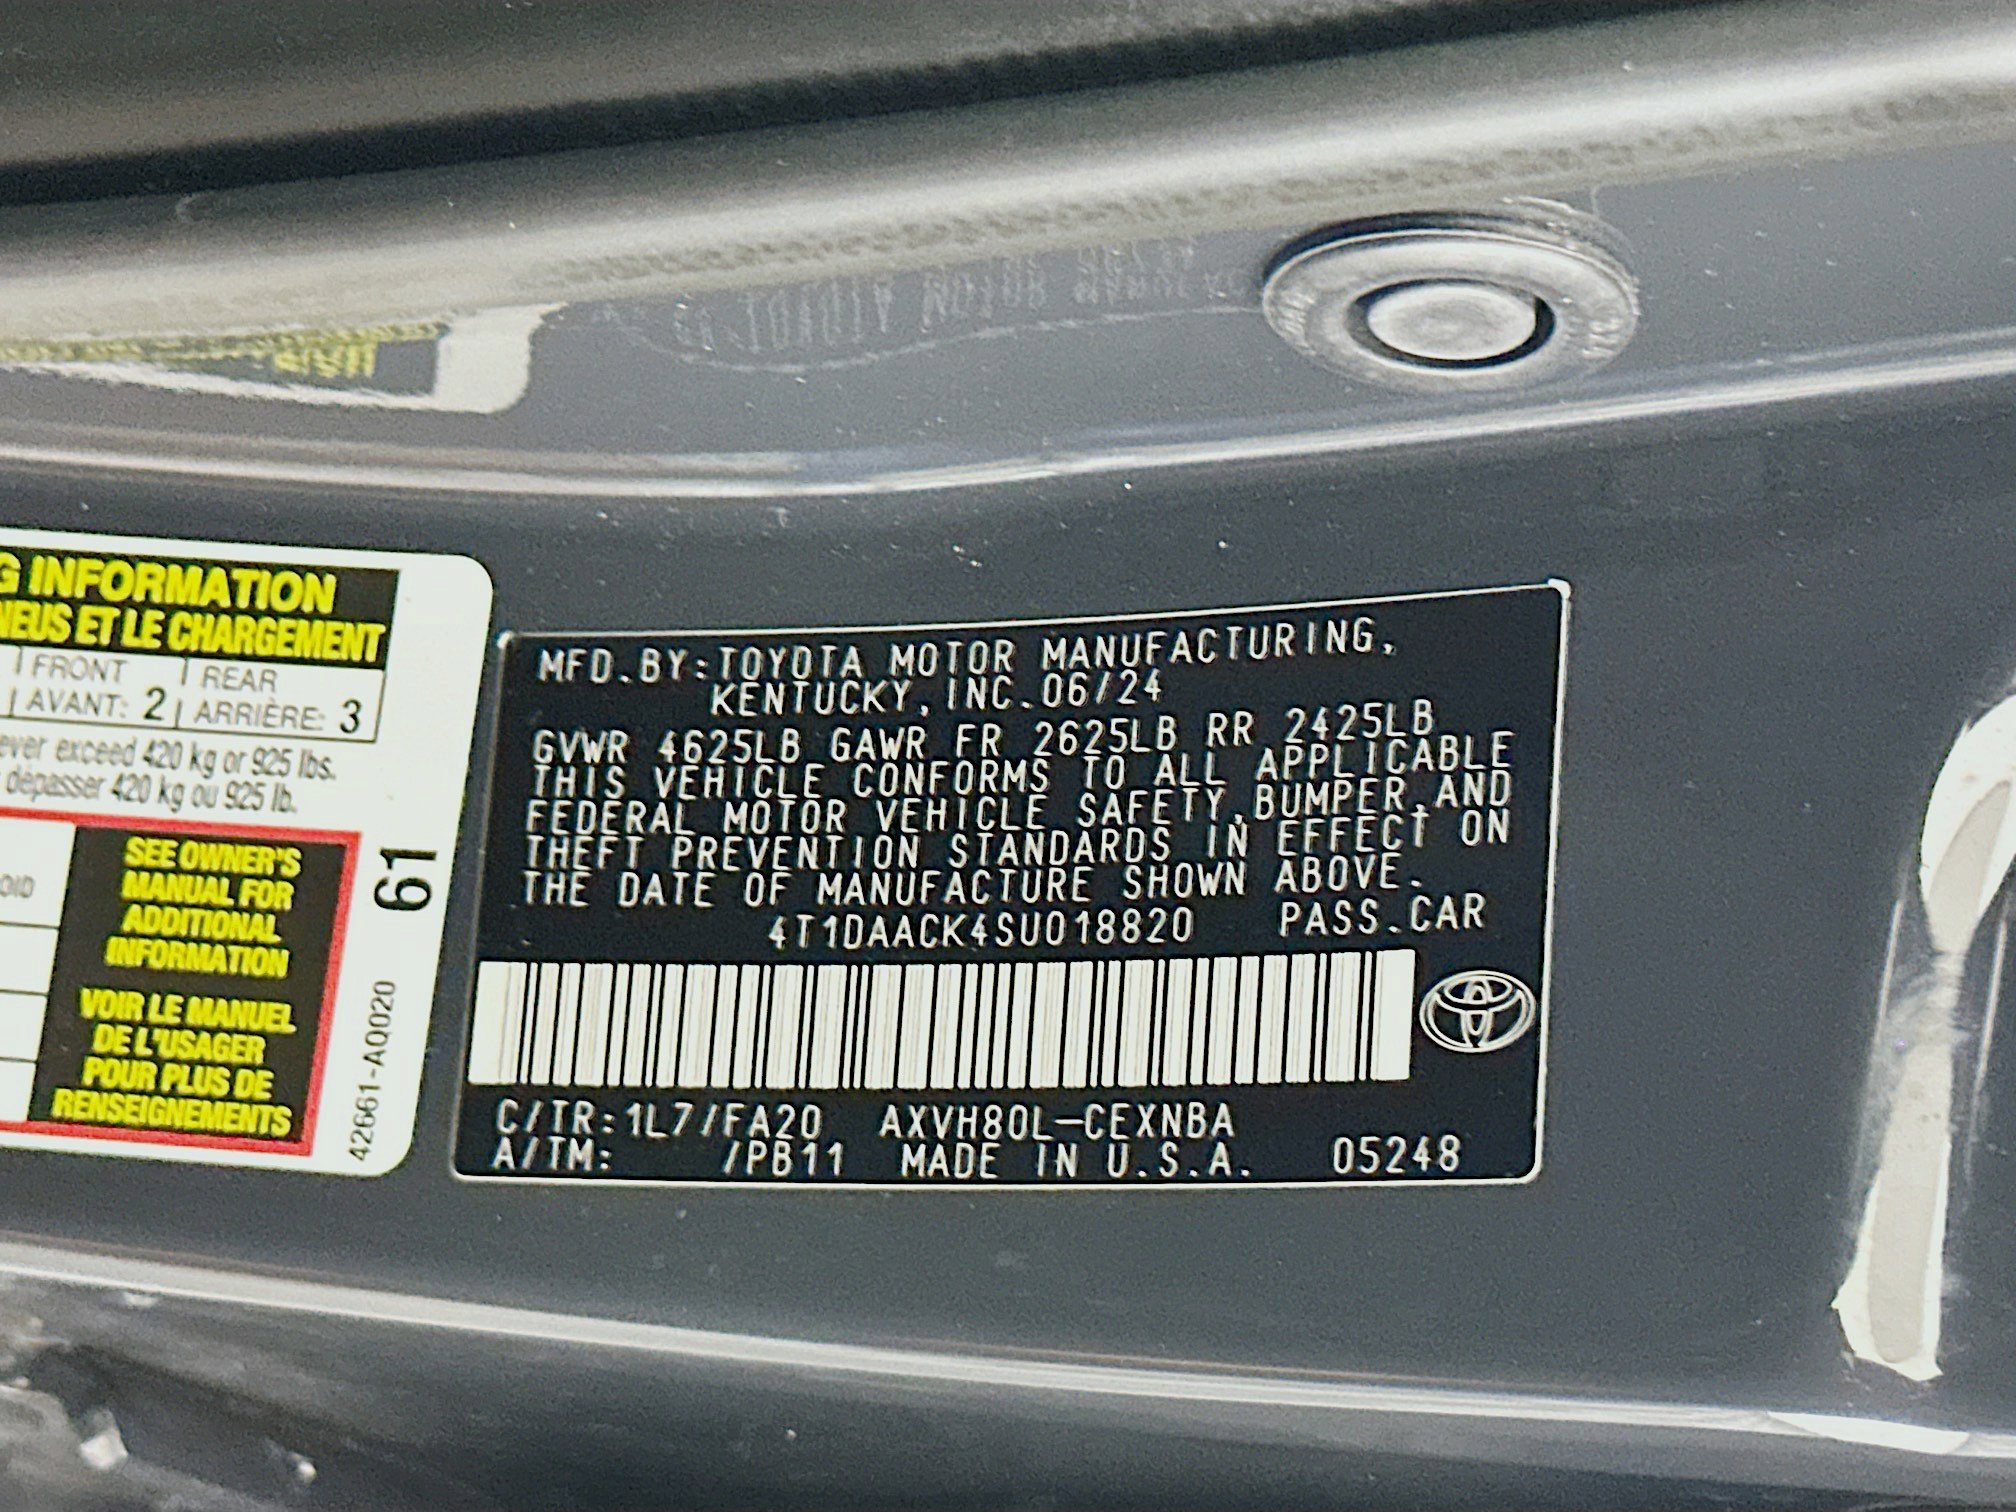 G INFORMATION
NEUS ET LE CHARGEMENT
FRONT REAR
AVANT: 2 ARRIÈRE: 3
ever exceed 420 kg or 925 lbs.
dépasser 420 kg ou 925 lb.
SEE OWNER'S
MANUAL FOR
ADDITIONAL
INFORMATION
VOIR LE MANUEL
DE L'USAGER
POUR PLUS DE
RENSEIGNEMENTS
OID
61
42661-AQ020
MFD.BY:TOYOTA MOTOR MANUFACTURING,
KENTUCKY,INC.06/24
GVWR 4625LB GAWR FR 2625LB RR 2425LB
THIS VEHICLE CONFORMS TO ALL APPLICABLE
FEDERAL MOTOR VEHICLE SAFETY,BUMPER,AND
THEFT PREVENTION STANDARDS IN EFFECT ON
THE DATE OF MANUFACTURE SHOWN ABOVE.
4T1DAACK4SU018820 PASS.CAR
C/TR:1L7/FA20 AXVH80L-CEXNBA
A/TM: /PB11 MADE IN U.S.A. 05248